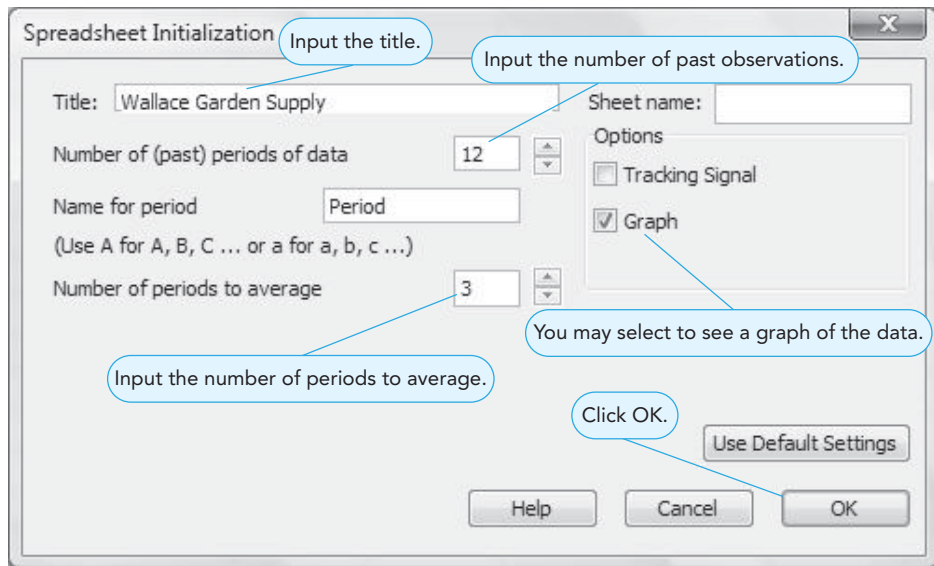 Spreadsheet Initialization
Input the title.
Input the number of past observations.
Title: Wallace Garden Supply
Sheet name:
Number of (past) periods of data 12
Options
Tracking Signal
Name for period Period
Graph
(Use A for A, B, C ... or a for a, b, c ...)
Number of periods to average 3
You may select to see a graph of the data.
Input the number of periods to average.
Click OK.
Use Default Settings
Help Cancel OK